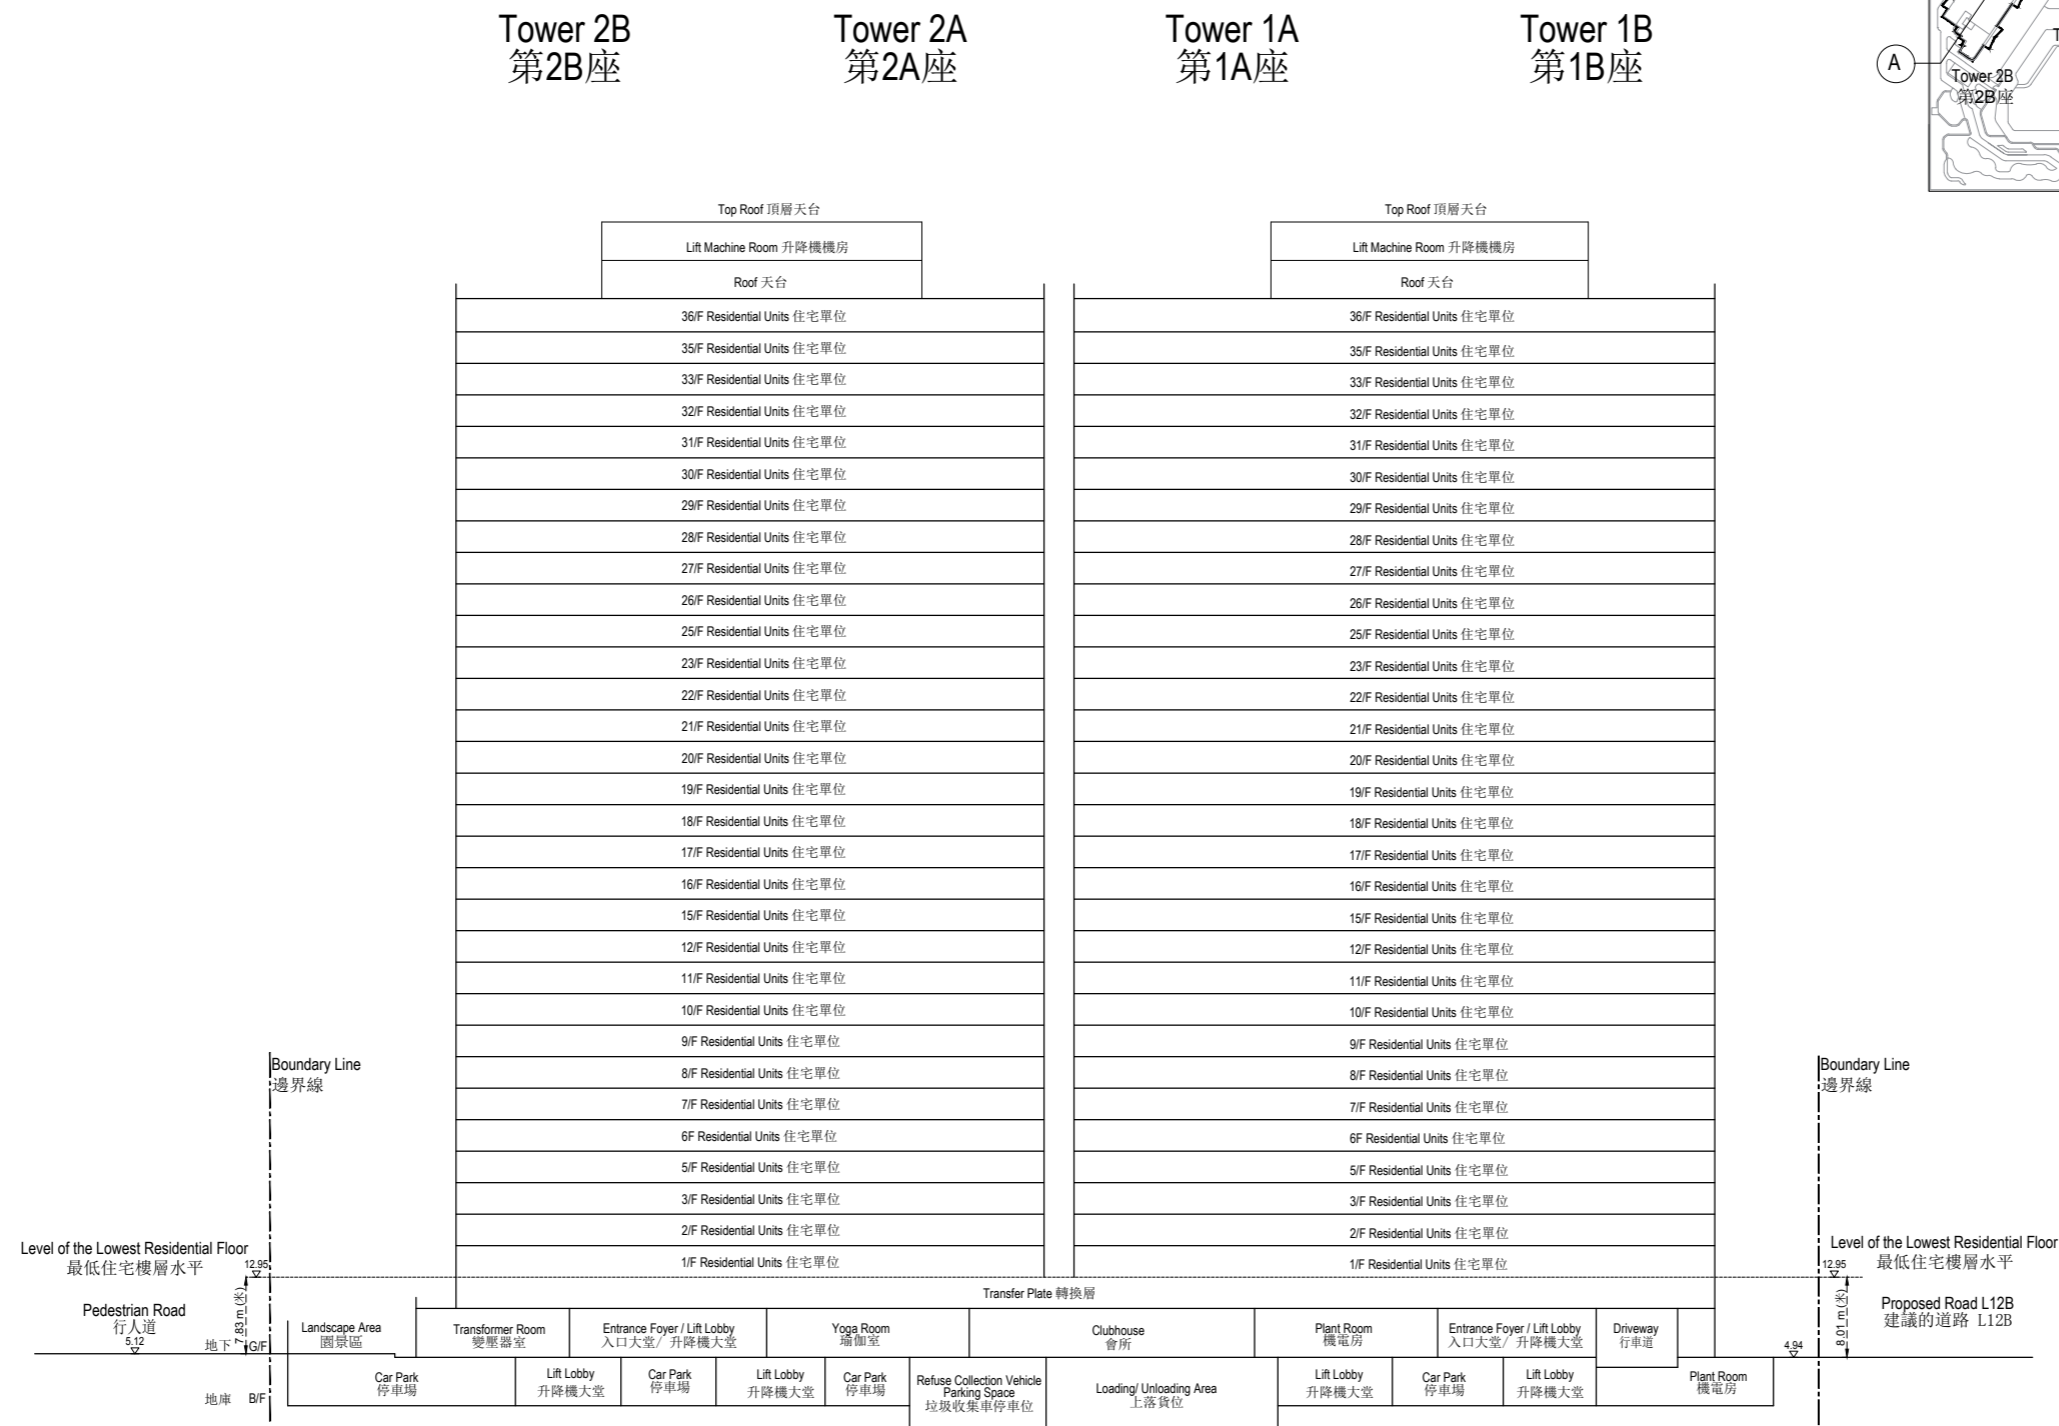 Tower 2B
第2B座
Tower 2A
第2A座
Tower 1A
第1A座
Tower 1B
第1B座
A
Tower 2B
第2B座
Top Roof 頂層天台
Lift Machine Room 升降機機房
Roof 天台
36/F Residential Units 住宅單位
35/F Residential Units 住宅單位
33/F Residential Units 住宅單位
32/F Residential Units 住宅單位
31/F Residential Units 住宅單位
30/F Residential Units 住宅單位
29/F Residential Units 住宅單位
28/F Residential Units 住宅單位
27/F Residential Units 住宅單位
26/F Residential Units 住宅單位
25/F Residential Units 住宅單位
23/F Residential Units 住宅單位
22/F Residential Units 住宅單位
21/F Residential Units 住宅單位
20/F Residential Units 住宅單位
19/F Residential Units 住宅單位
18/F Residential Units 住宅單位
17/F Residential Units 住宅單位
16/F Residential Units 住宅單位
15/F Residential Units 住宅單位
12/F Residential Units 住宅單位
11/F Residential Units 住宅單位
10/F Residential Units 住宅單位
9/F Residential Units 住宅單位
8/F Residential Units 住宅單位
7/F Residential Units 住宅單位
6F Residential Units 住宅單位
5/F Residential Units 住宅單位
3/F Residential Units 住宅單位
2/F Residential Units 住宅單位
1/F Residential Units 住宅單位
Top Roof 頂層天台
Lift Machine Room 升降機機房
Roof 天台
36/F Residential Units 住宅單位
35/F Residential Units 住宅單位
33/F Residential Units 住宅單位
32/F Residential Units 住宅單位
31/F Residential Units 住宅單位
30/F Residential Units 住宅單位
29/F Residential Units 住宅單位
28/F Residential Units 住宅單位
27/F Residential Units 住宅單位
26/F Residential Units 住宅單位
25/F Residential Units 住宅單位
23/F Residential Units 住宅單位
22/F Residential Units 住宅單位
21/F Residential Units 住宅單位
20/F Residential Units 住宅單位
19/F Residential Units 住宅單位
18/F Residential Units 住宅單位
17/F Residential Units 住宅單位
16/F Residential Units 住宅單位
15/F Residential Units 住宅單位
12/F Residential Units 住宅單位
11/F Residential Units 住宅單位
10/F Residential Units 住宅單位
9/F Residential Units 住宅單位
8/F Residential Units 住宅單位
7/F Residential Units 住宅單位
6F Residential Units 住宅單位
5/F Residential Units 住宅單位
3/F Residential Units 住宅單位
2/F Residential Units 住宅單位
1/F Residential Units 住宅單位
Boundary Line
邊界線
Boundary Line
邊界線
Level of the Lowest Residential Floor
最低住宅樓層水平
12.95
7.83 m (米)
Pedestrian Road
行人道
5.12
地下 G/F
地庫 B/F
Level of the Lowest Residential Floor
最低住宅樓層水平
12.95
8.01 m (米)
Proposed Road L12B
建議的道路 L12B
4.94
Transfer Plate 轉換層
Landscape Area
園景區
Transformer Room
變壓器室
Entrance Foyer / Lift Lobby
入口大堂/ 升降機大堂
Yoga Room
瑜伽室
Clubhouse
會所
Plant Room
機電房
Entrance Foyer / Lift Lobby
入口大堂/ 升降機大堂
Driveway
行車道
Car Park
停車場
Lift Lobby
升降機大堂
Car Park
停車場
Lift Lobby
升降機大堂
Car Park
停車場
Refuse Collection Vehicle
Parking Space
垃圾收集車停車位
Loading/ Unloading Area
上落貨位
Lift Lobby
升降機大堂
Car Park
停車場
Lift Lobby
升降機大堂
Plant Room
機電房